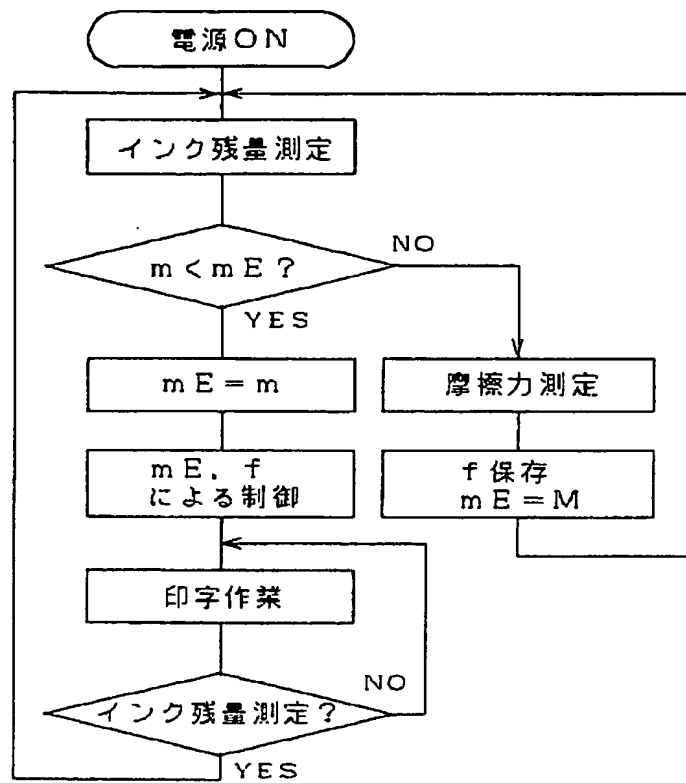 電源ON
インク残量測定
m<mE?
NO
YES
mE=m
摩擦力測定
mE,f
による制御
f保存
mE=M
印字作業
NO
インク残量測定?
YES